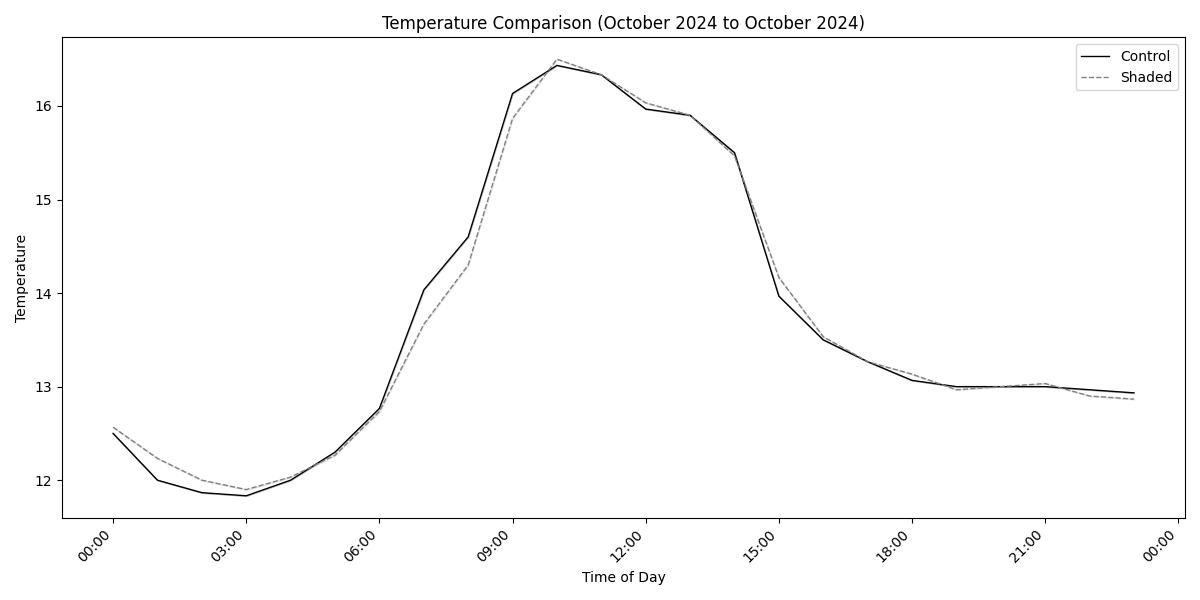 Temperature Comparison (October 2024 to October 2024)
Control
Shaded
Temperature
16
15
14
13
12
00:00
03:00
06:00
09:00
12:00
15:00
18:00
21:00
00:00
Time of Day